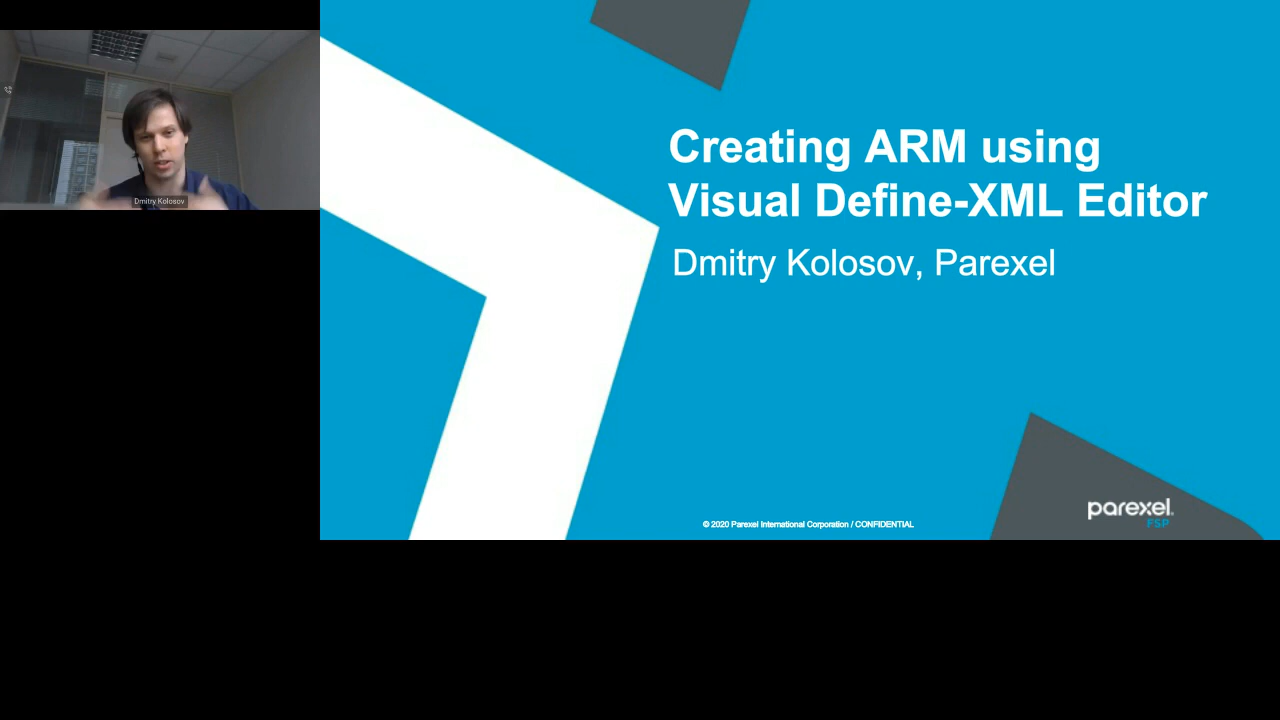 Dmitry Kolosov
Creating ARM using
Visual Define-XML Editor
Dmitry Kolosov, Parexel
© 2020 Parexel International Corporation / CONFIDENTIAL
parexel.
FSP